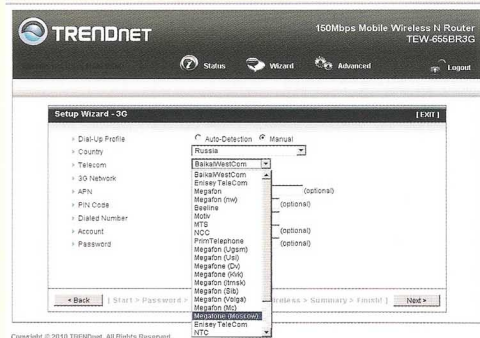 TRENDNET
150Mbps Mobile Wireless N Router
TEW-655BR3G
Status
Wizard
Advanced
Logout
Setup Wizard - 3G
[EXIT]
Dial-Up Profile
Auto-Detection
Manual
Country
Russia
Telecom
BaikalWestCom
3G Network
APN
(optional)
PIN Code
(optional)
Dialed Number
Account
(optional)
Password
(optional)
BaikalWestCom
Enisey TeleCom
Megafon
Megafon (nw)
Beeline
Motiv
MTS
NCC
PrimTelephone
Megafon (Ugsm)
Megafon (Usi)
Megafone (Dv)
Megafone (kvk)
Megafon (Itmsk)
Megafon (Sib)
Megafon (Volga)
Megafon (Mc)
Megafone (Moscow)
Enisey TeleCom
NTC
< Back
[ Start > Password >
Wireless > Summary > Finish! ]
Next >
Copyright © 2010 TRENDnet. All Rights Reserved.